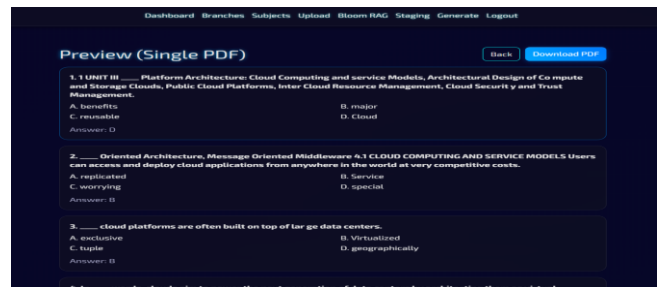 Dashboard Branches Subjects Upload Bloom RAG Staging Generate Logout
Preview (Single PDF)
Back Download PDF
1. 1 UNIT III ____ Platform Architecture: Cloud Computing and service Models, Architectural Design of Co mpute
and Storage Clouds, Public Cloud Platforms, Inter Cloud Resource Management, Cloud Securit y and Trust
Management.
A. benefits B. major
C. reusable D. Cloud
Answer: D
2. ____ Oriented Architecture, Message Oriented Middleware 4.1 CLOUD COMPUTING AND SERVICE MODELS Users
can access and deploy cloud applications from anywhere in the world at very competitive costs.
A. replicated B. Service
C. worrying D. special
Answer: B
3. ____ cloud platforms are often built on top of lar ge data centers.
A. exclusive B. Virtualized
C. tuple D. geographically
Answer: B